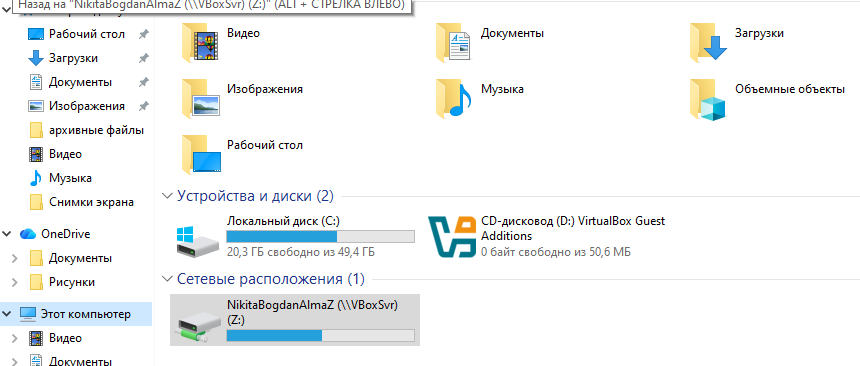 Назад на "NikitaBogdanAlmaZ (\\VBoxSvr) (Z:)" (ALT + СТРЕЛКА ВЛЕВО)
Рабочий стол
Загрузки
Документы
Изображения
архивные файлы
Видео
Музыка
Снимки экрана
OneDrive
Документы
Рисунки
Этот компьютер
Видео
Документы
Видео
Документы
Загрузки
Изображения
Музыка
Объемные объекты
Рабочий стол
Устройства и диски (2)
Локальный диск (C:)
20,3 ГБ свободно из 49,4 ГБ
CD-дисковод (D:) VirtualBox Guest
Additions
0 байт свободно из 50,6 МБ
Сетевые расположения (1)
NikitaBogdanAlmaZ (\\VBoxSvr)
(Z:)